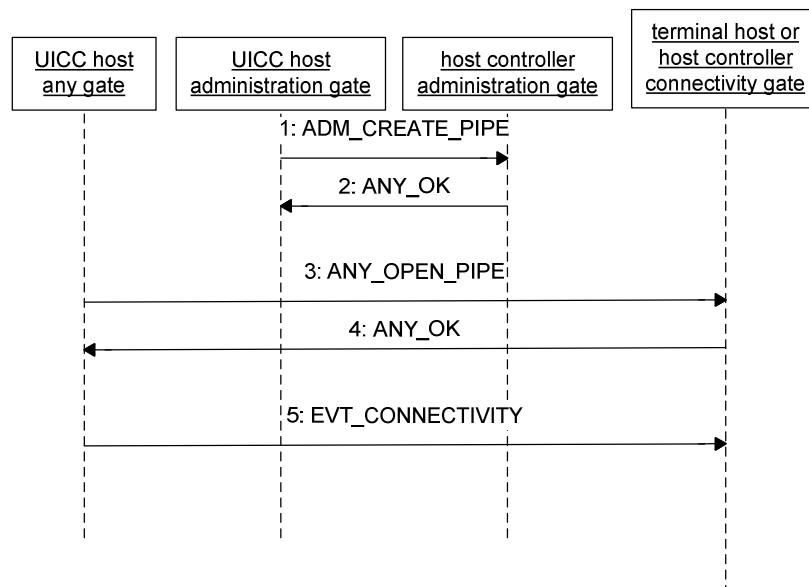 UICC host
any gate
UICC host
administration gate
host controller
administration gate
terminal host or
host controller
connectivity gate
1: ADM_CREATE_PIPE
2: ANY_OK
3: ANY_OPEN_PIPE
4: ANY_OK
5: EVT_CONNECTIVITY